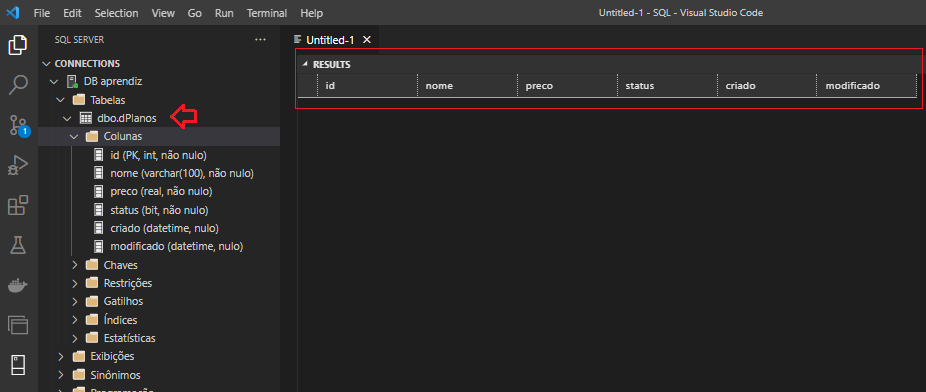 File Edit Selection View Go Run Terminal Help Untitled-1 - SQL - Visual Studio Code
SQL SERVER ···
CONNECTIONS
DB aprendiz
Tabelas
dbo.dPlanos
Colunas
id (PK, int, não nulo)
nome (varchar(100), não nulo)
preco (real, não nulo)
status (bit, não nulo)
criado (datetime, nulo)
modificado (datetime, nulo)
Chaves
Restrições
Gatilhos
Índices
Estatísticas
Exibições
Sinônimos
Programação
1
Untitled-1
RESULTS
id nome preco status criado modificado